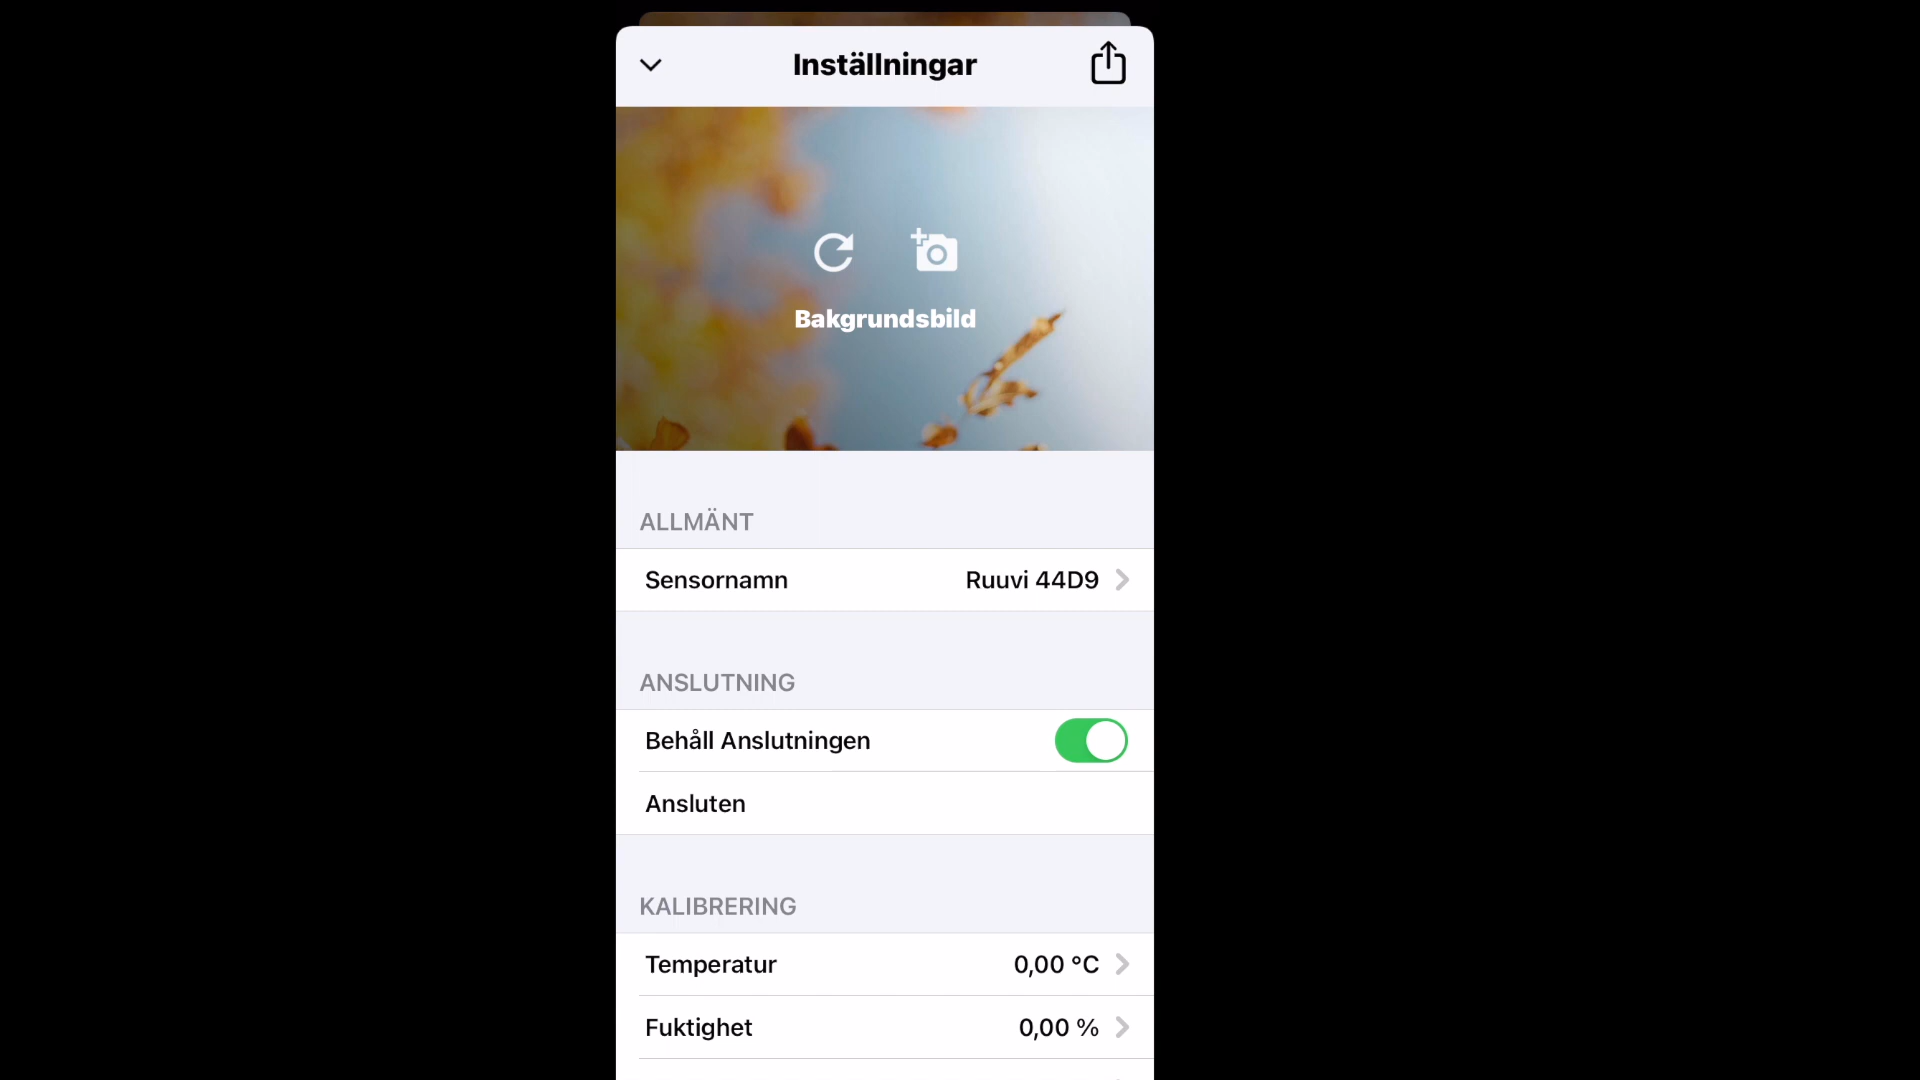 Inställningar
Bakgrundsbild
ALLMÄNT
Sensornamn Ruuvi 44D9
ANSLUTNING
Behåll Anslutningen
Ansluten
KALIBRERING
Temperatur 0,00 °C
Fuktighet 0,00 %